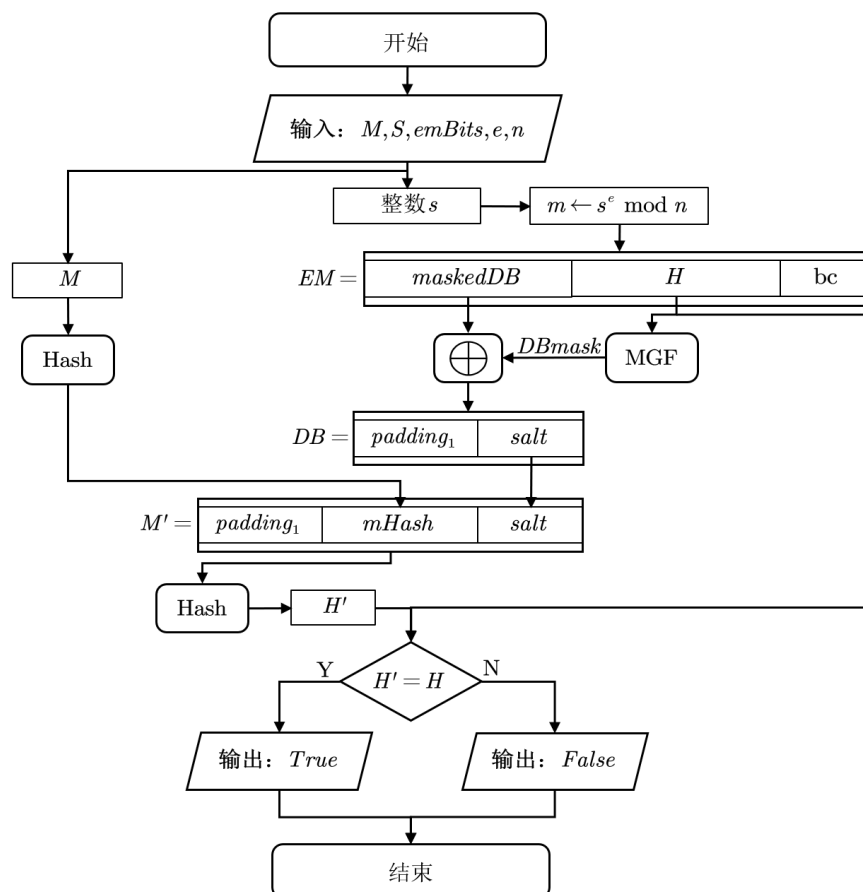 开始
输入：M,S,emBits,e,n
整数s
m←s^e mod n
M
EM= maskedDB H bc
Hash
DBmask
MGF
DB= padding₁ salt
M′= padding₁ mHash salt
Hash
H′
Y
H′=H
N
输出：True
输出：False
结束